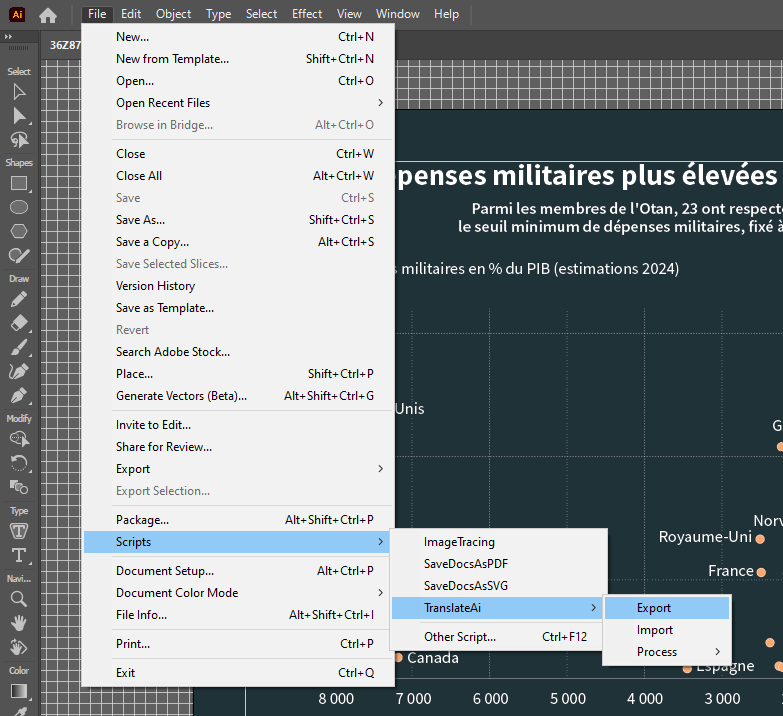 Ai
File Edit Object Type Select Effect View Window Help
36Z87
Select
Shapes
Draw
Modify
Type
Navi...
Color
New... Ctrl+N
New from Template... Shift+Ctrl+N
Open... Ctrl+O
Open Recent Files
Browse in Bridge... Alt+Ctrl+O
Close Ctrl+W
Close All Alt+Ctrl+W
Save Ctrl+S
Save As... Shift+Ctrl+S
Save a Copy... Alt+Ctrl+S
Save Selected Slices...
Version History
Save as Template...
Revert
Search Adobe Stock...
Place... Shift+Ctrl+P
Generate Vectors (Beta)... Alt+Shift+Ctrl+G
Invite to Edit...
Share for Review...
Export
Export Selection...
Package... Alt+Shift+Ctrl+P
Scripts
Document Setup... Alt+Ctrl+P
Document Color Mode
File Info... Alt+Shift+Ctrl+I
Print... Ctrl+P
Exit Ctrl+Q
ImageTracing
SaveDocsAsPDF
SaveDocsAsSVG
TranslateAi
Other Script... Ctrl+F12
Export
Import
Process
penses militaires plus élevées
Parmi les membres de l'Otan, 23 ont respect
le seuil minimum de dépenses militaires, fixé à
s militaires en % du PIB (estimations 2024)
Unis
G
Norv
Royaume-Uni
France
Canada
Espagne
8 000 7 000 6 000 5 000 4 000 3 000